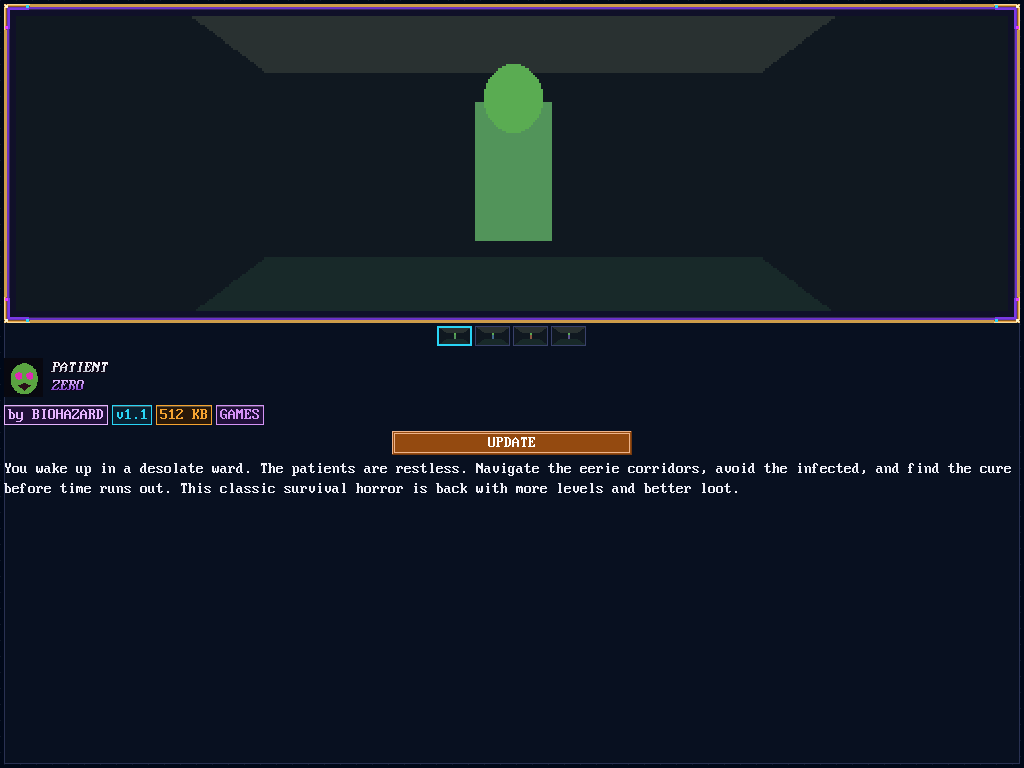 PATIENT
ZERO
by BIOHAZARD v1.1 512 KB GAMES
UPDATE
You wake up in a desolate ward. The patients are restless. Navigate the eerie corridors, avoid the infected, and find the cure
before time runs out. This classic survival horror is back with more levels and better loot.